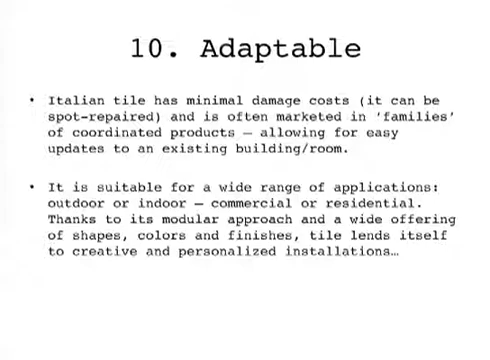 10. Adaptable
• Italian tile has minimal damage costs (it can be
spot-repaired) and is often marketed in 'families'
of coordinated products – allowing for easy
updates to an existing building/room.
• It is suitable for a wide range of applications:
outdoor or indoor – commercial or residential.
Thanks to its modular approach and a wide offering
of shapes, colors and finishes, tile lends itself
to creative and personalized installations…